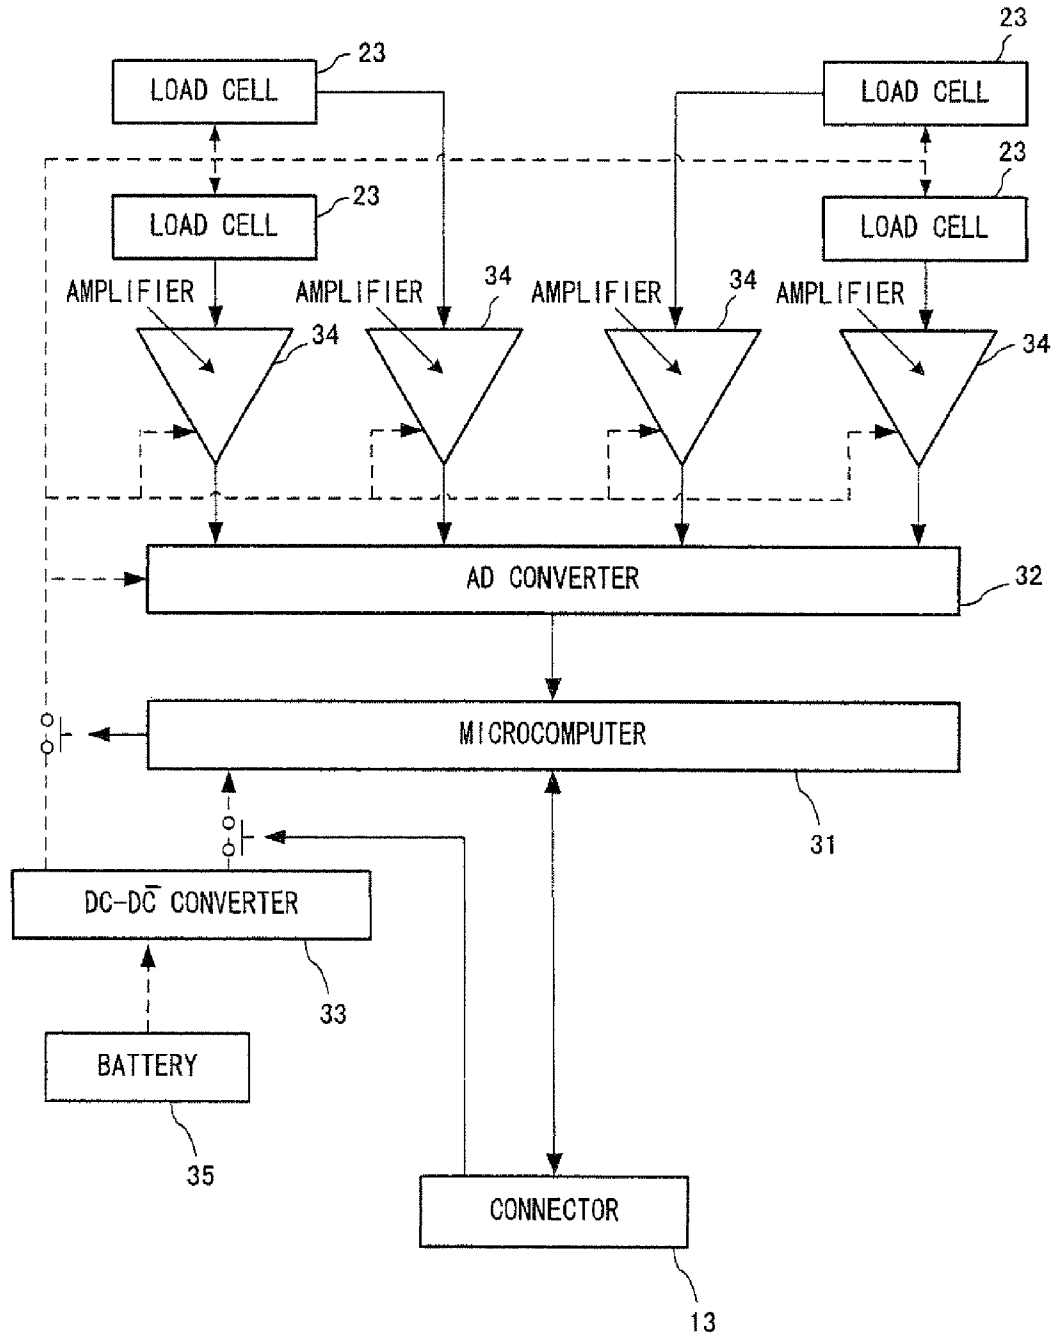 23
23
LOAD CELL
LOAD CELL
23
23
LOAD CELL
LOAD CELL
AMPLIFIER
AMPLIFIER
34
AMPLIFIER
34
AMPLIFIER
34
34
AD CONVERTER
32
MICROCOMPUTER
31
DC-DC CONVERTER
33
BATTERY
35
CONNECTOR
13